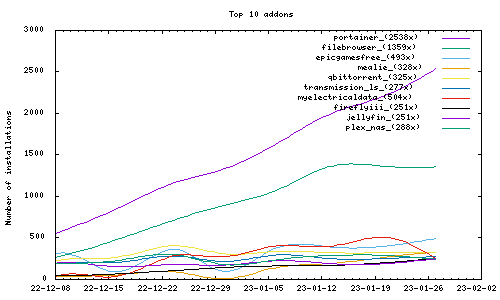 Top 10 addons
3000
2500
2000
1500
1000
500
0
Number of installations
portainer_(2538x)
filebrowser_(1359x)
epicgamesfree_(493x)
mealie_(328x)
qbittorrent_(325x)
transmission_ls_(277x)
myelectricaldata_(504x)
fireflyiii_(251x)
jellyfin_(251x)
plex_nas_(288x)
22-12-08 22-12-15 22-12-22 22-12-29 23-01-05 23-01-12 23-01-19 23-01-26 23-02-02